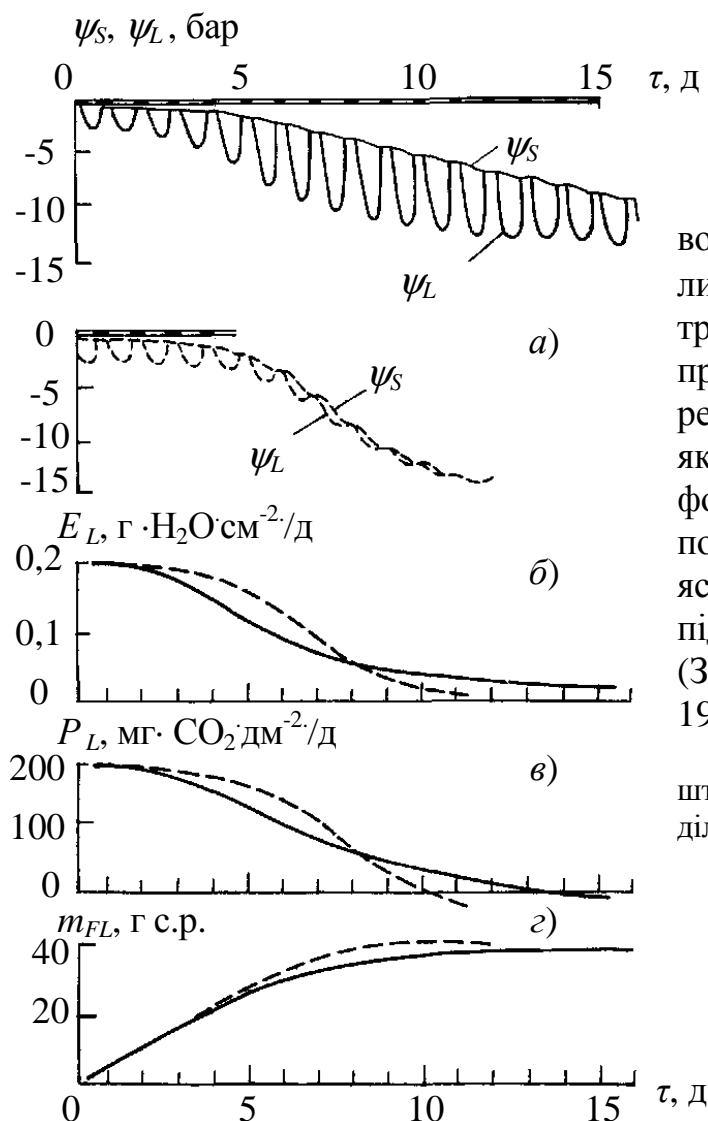 ψS, ψL, бар
0 5 10 15 τ, д
-5
-10
-15
ψS
ψL
0
-5
-10
-15
а)
ψS
ψL
EL, г ·H2O·см-2·/д
0,2
0,1
0
б)
PL, мг· CO2·дм-2·/д
200
100
0
в)
mFL, г с.р.
40
20
г)
0 5 10 15 τ, д
во
ли
тр
пр
ре
як
фо
по
яс
під
(З
19
шт
діл